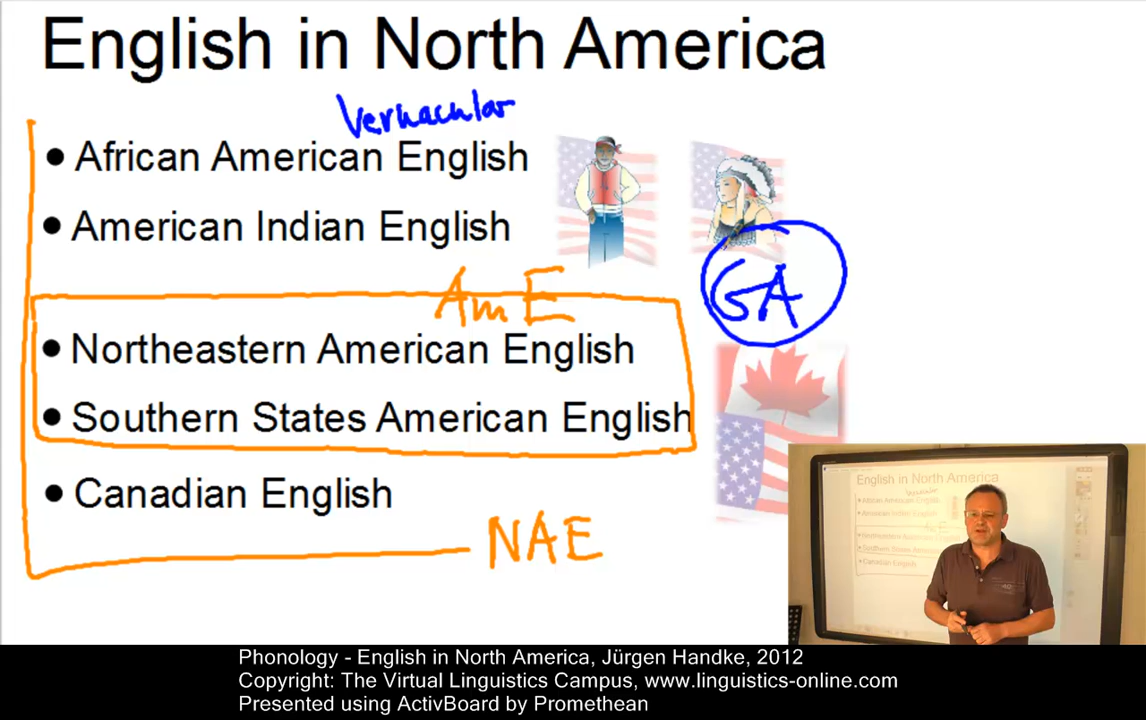 English in North America
Vernacular
• African American English
• American Indian English
AmE
GA
• Northeastern American English
• Southern States American English
• Canadian English
NAE
English in North America
Phonology - English in North America, Jürgen Handke, 2012
Copyright: The Virtual Linguistics Campus, www.linguistics-online.com
Presented using ActivBoard by Promethean